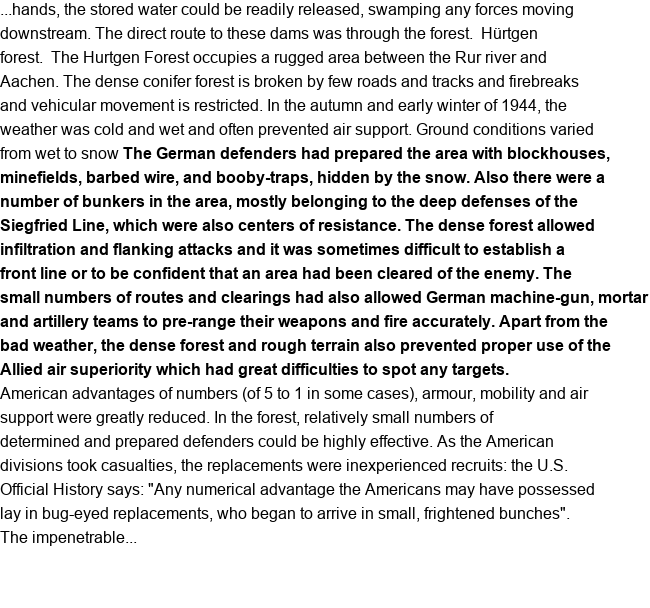 ...hands, the stored water could be readily released, swamping any forces moving
downstream. The direct route to these dams was through the forest.  Hürtgen
forest.  The Hurtgen Forest occupies a rugged area between the Rur river and
Aachen. The dense conifer forest is broken by few roads and tracks and firebreaks
and vehicular movement is restricted. In the autumn and early winter of 1944, the
weather was cold and wet and often prevented air support. Ground conditions varied
from wet to snow The German defenders had prepared the area with blockhouses,
minefields, barbed wire, and booby-traps, hidden by the snow. Also there were a
number of bunkers in the area, mostly belonging to the deep defenses of the
Siegfried Line, which were also centers of resistance. The dense forest allowed
infiltration and flanking attacks and it was sometimes difficult to establish a
front line or to be confident that an area had been cleared of the enemy. The
small numbers of routes and clearings had also allowed German machine-gun, mortar
and artillery teams to pre-range their weapons and fire accurately. Apart from the
bad weather, the dense forest and rough terrain also prevented proper use of the
Allied air superiority which had great difficulties to spot any targets.
American advantages of numbers (of 5 to 1 in some cases), armour, mobility and air
support were greatly reduced. In the forest, relatively small numbers of
determined and prepared defenders could be highly effective. As the American
divisions took casualties, the replacements were inexperienced recruits: the U.S.
Official History says: "Any numerical advantage the Americans may have possessed
lay in bug-eyed replacements, who began to arrive in small, frightened bunches".
The impenetrable...